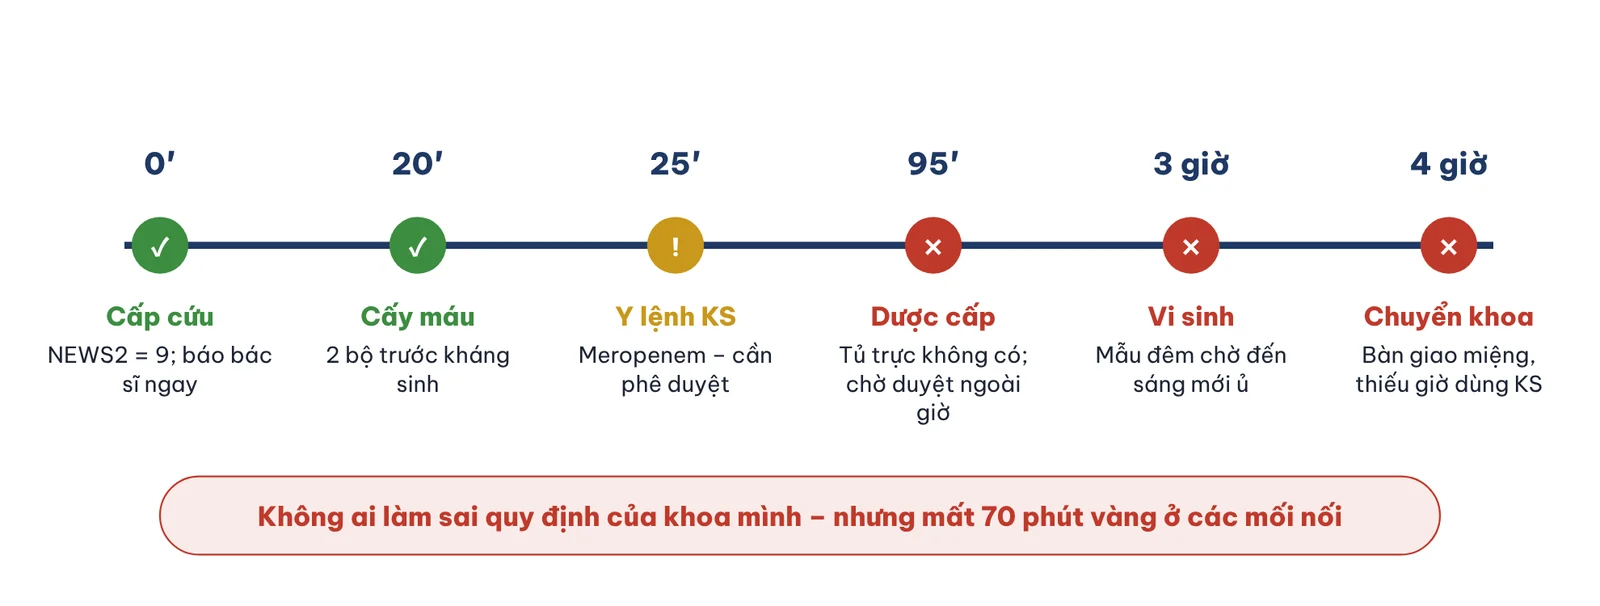 0′ 20′ 25′ 95′ 3 giờ 4 giờ
✓ ✓ ! × × ×
Cấp cứu
NEWS2 = 9; báo bác
sĩ ngay
Cấy máu
2 bộ trước kháng
sinh
Y lệnh KS
Meropenem – cần
phê duyệt
Dược cấp
Tủ trực không có;
chờ duyệt ngoài
giờ
Vi sinh
Mẫu đêm chờ đến
sáng mới ủ
Chuyển khoa
Bàn giao miệng,
thiếu giờ dùng KS
Không ai làm sai quy định của khoa mình – nhưng mất 70 phút vàng ở các mối nối